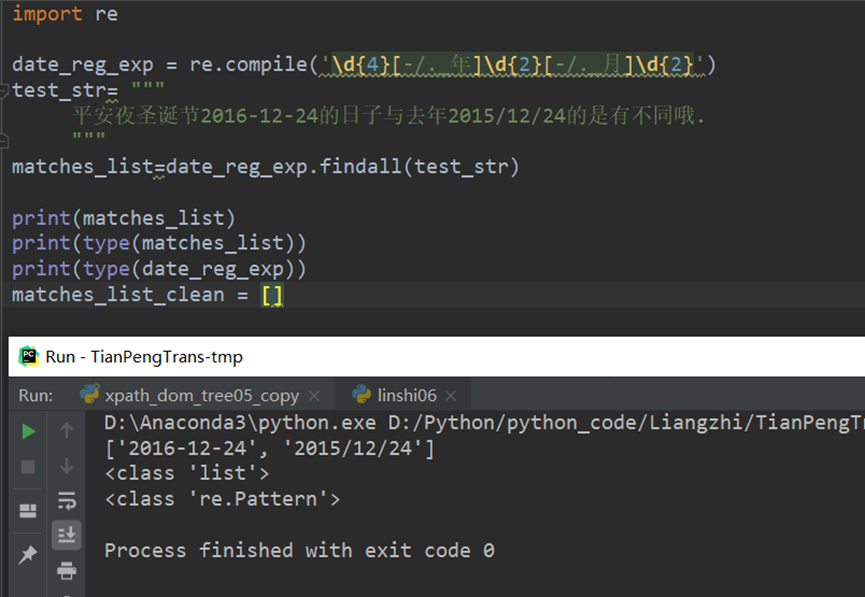 import re
date_reg_exp = re.compile('\d{4}[-/._年]\d{2}[-/._月]\d{2}')
test_str= """
平安夜圣诞节2016-12-24的日子与去年2015/12/24的是有不同哦.
"""
matches_list=date_reg_exp.findall(test_str)
print(matches_list)
print(type(matches_list))
print(type(date_reg_exp))
matches_list_clean = []
PC
Run - TianPengTrans-tmp
Run: xpath_dom_tree05_copy × linshi06 ×
D:\Anaconda3\python.exe D:/Python/python_code/Liangzhi/TianPengTr
['2016-12-24', '2015/12/24']
<class 'list'>
<class 're.Pattern'>
Process finished with exit code 0